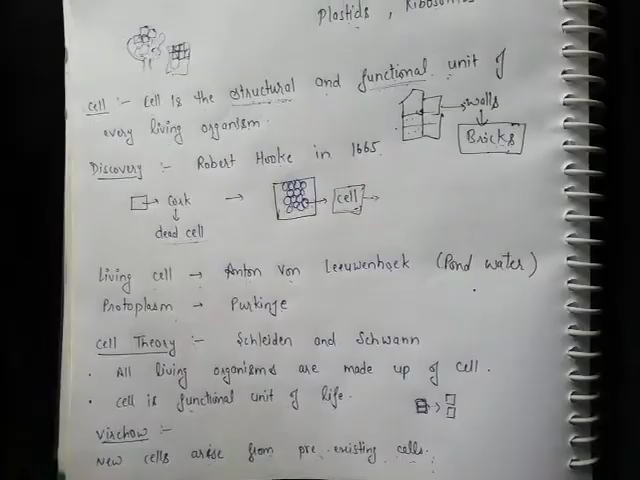 Plastids, Ribosomes
Cell :- Cell is the structural and functional unit of
every living organism.
walls
Bricks
Discovery :- Robert Hooke in 1665.
Cork
dead cell
cell
Living cell → Anton Von Leeuwenhoek (Pond water)
Protoplasm → Purkinje
Cell Theory :- Schleiden and Schwann
• All living organisms are made up of cell.
• cell is functional unit of life.
Virchow :-
New cells arise from pre-existing cells.